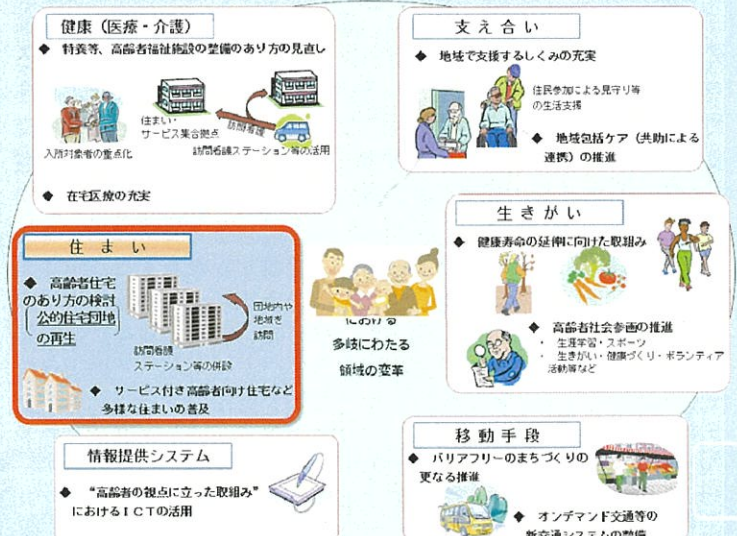 健康（医療・介護）
◆ 特養等、高齢者福祉施設の整備のあり方の見直し
住まい・
サービス集合拠点
訪問看護
入所対象者の重点化
訪問看護ステーション等の活用
◆ 在宅医療の充実
支え合い
◆ 地域で支援するしくみの充実
住民参加による見守り等
の生活支援
◆ 地域包括ケア（共助による
連携）の推進
住まい
◆ 高齢者住宅
のあり方の検討
公的住宅団地
の再生
団地内や
地域を
訪問
訪問看護
ステーション等の併設
◆ サービス付き高齢者向け住宅など
多様な住まいの普及
における
多岐にわたる
領域の変革
生きがい
◆ 健康寿命の延伸に向けた取組み
◆ 高齢者社会参画の推進
・ 生涯学習・スポーツ
・ 生きがい・健康づくり・ボランティア
活動等など
情報提供システム
◆ “高齢者の視点に立った取組み”
におけるＩＣＴの活用
移動手段
◆ バリアフリーのまちづくりの
更なる推進
◆ オンデマンド交通等の
新交通システムの整備